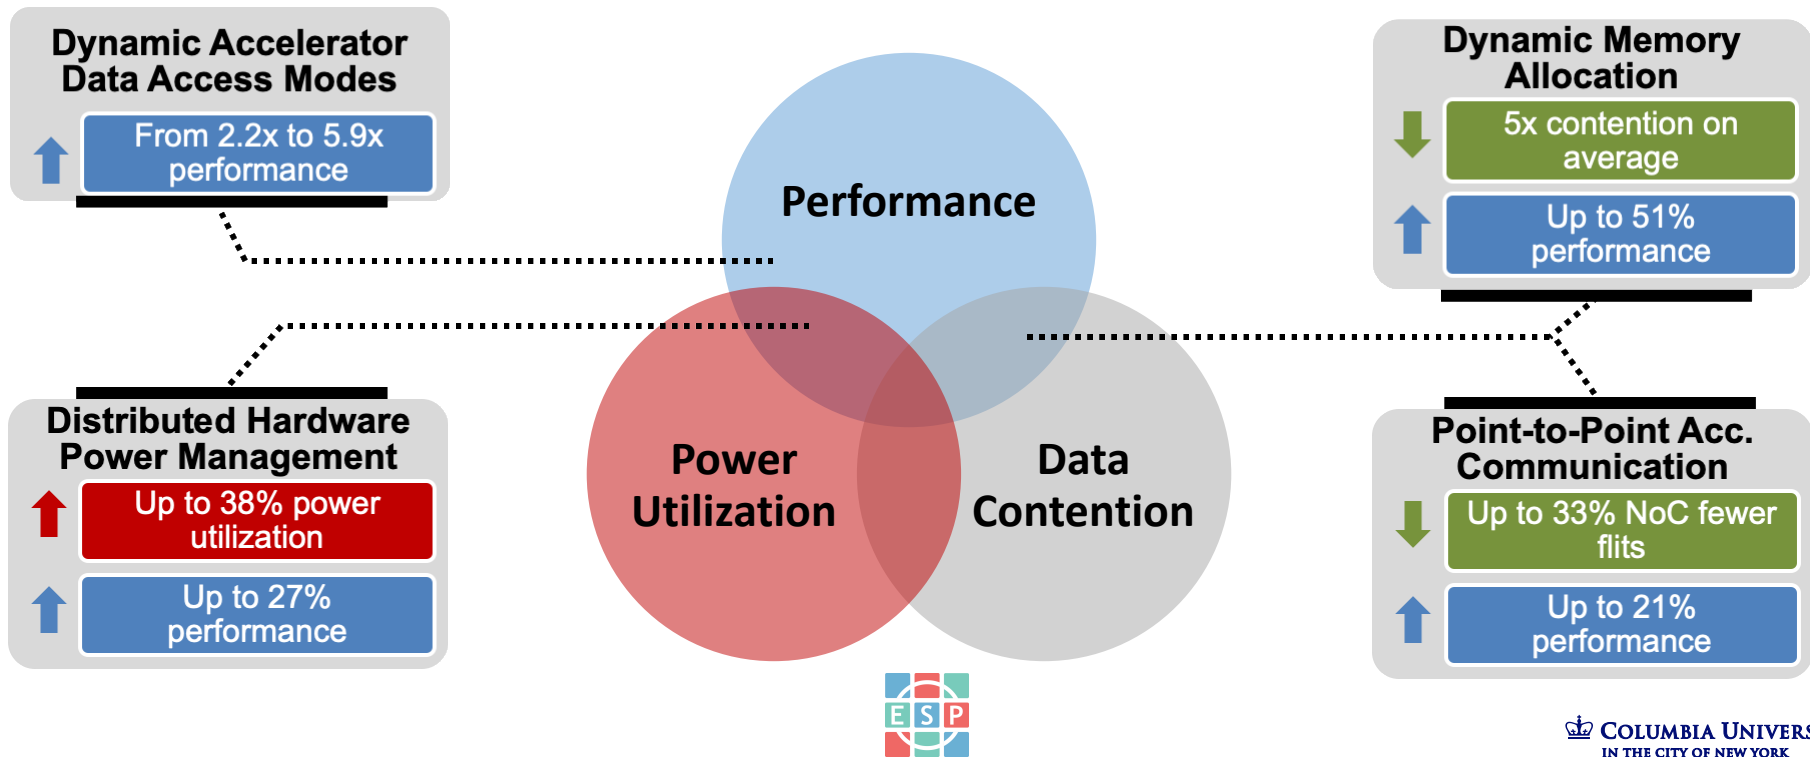 Dynamic Accelerator
Data Access Modes
From 2.2x to 5.9x
performance
Distributed Hardware
Power Management
Up to 38% power
utilization
Up to 27%
performance
Performance
Power
Utilization
Data
Contention
Dynamic Memory
Allocation
5x contention on
average
Up to 51%
performance
Point-to-Point Acc.
Communication
Up to 33% NoC fewer
flits
Up to 21%
performance
E S P
COLUMBIA UNIVERS
IN THE CITY OF NEW YORK